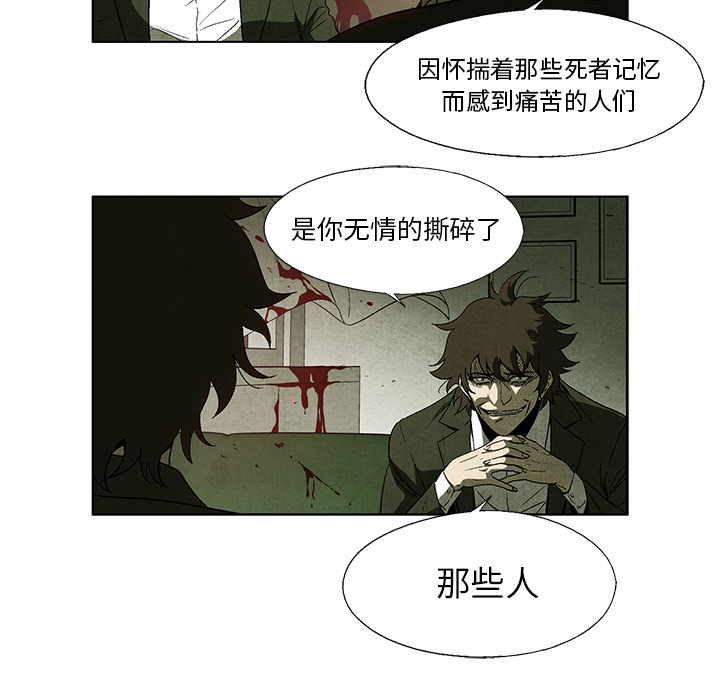 因怀揣着那些死者记忆
而感到痛苦的人们
是你无情的撕碎了
那些人